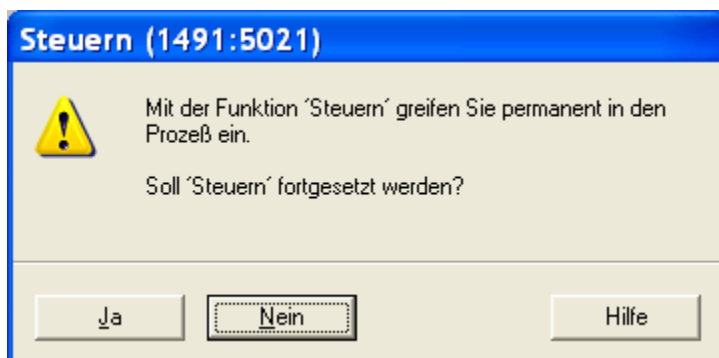 Steuern (1491:5021)
Mit der Funktion ´Steuern´ greifen Sie permanent in den
Prozeß ein.
Soll ´Steuern´ fortgesetzt werden?
Ja
Nein
Hilfe